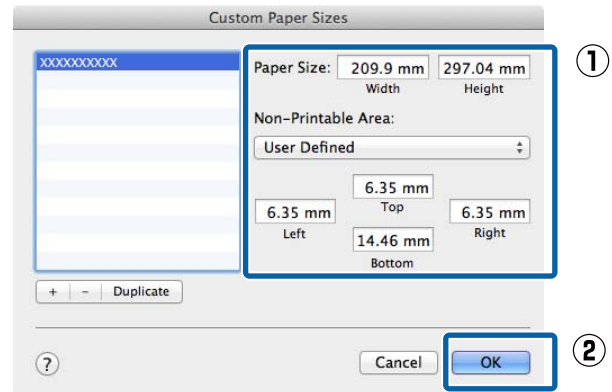 Custom Paper Sizes
XXXXXXXXXX
Paper Size: 209.9 mm 297.04 mm
Width Height
Non-Printable Area:
User Defined
6.35 mm
Top
6.35 mm 6.35 mm
Left Right
14.46 mm
Bottom
+ - Duplicate
? Cancel OK
①
②